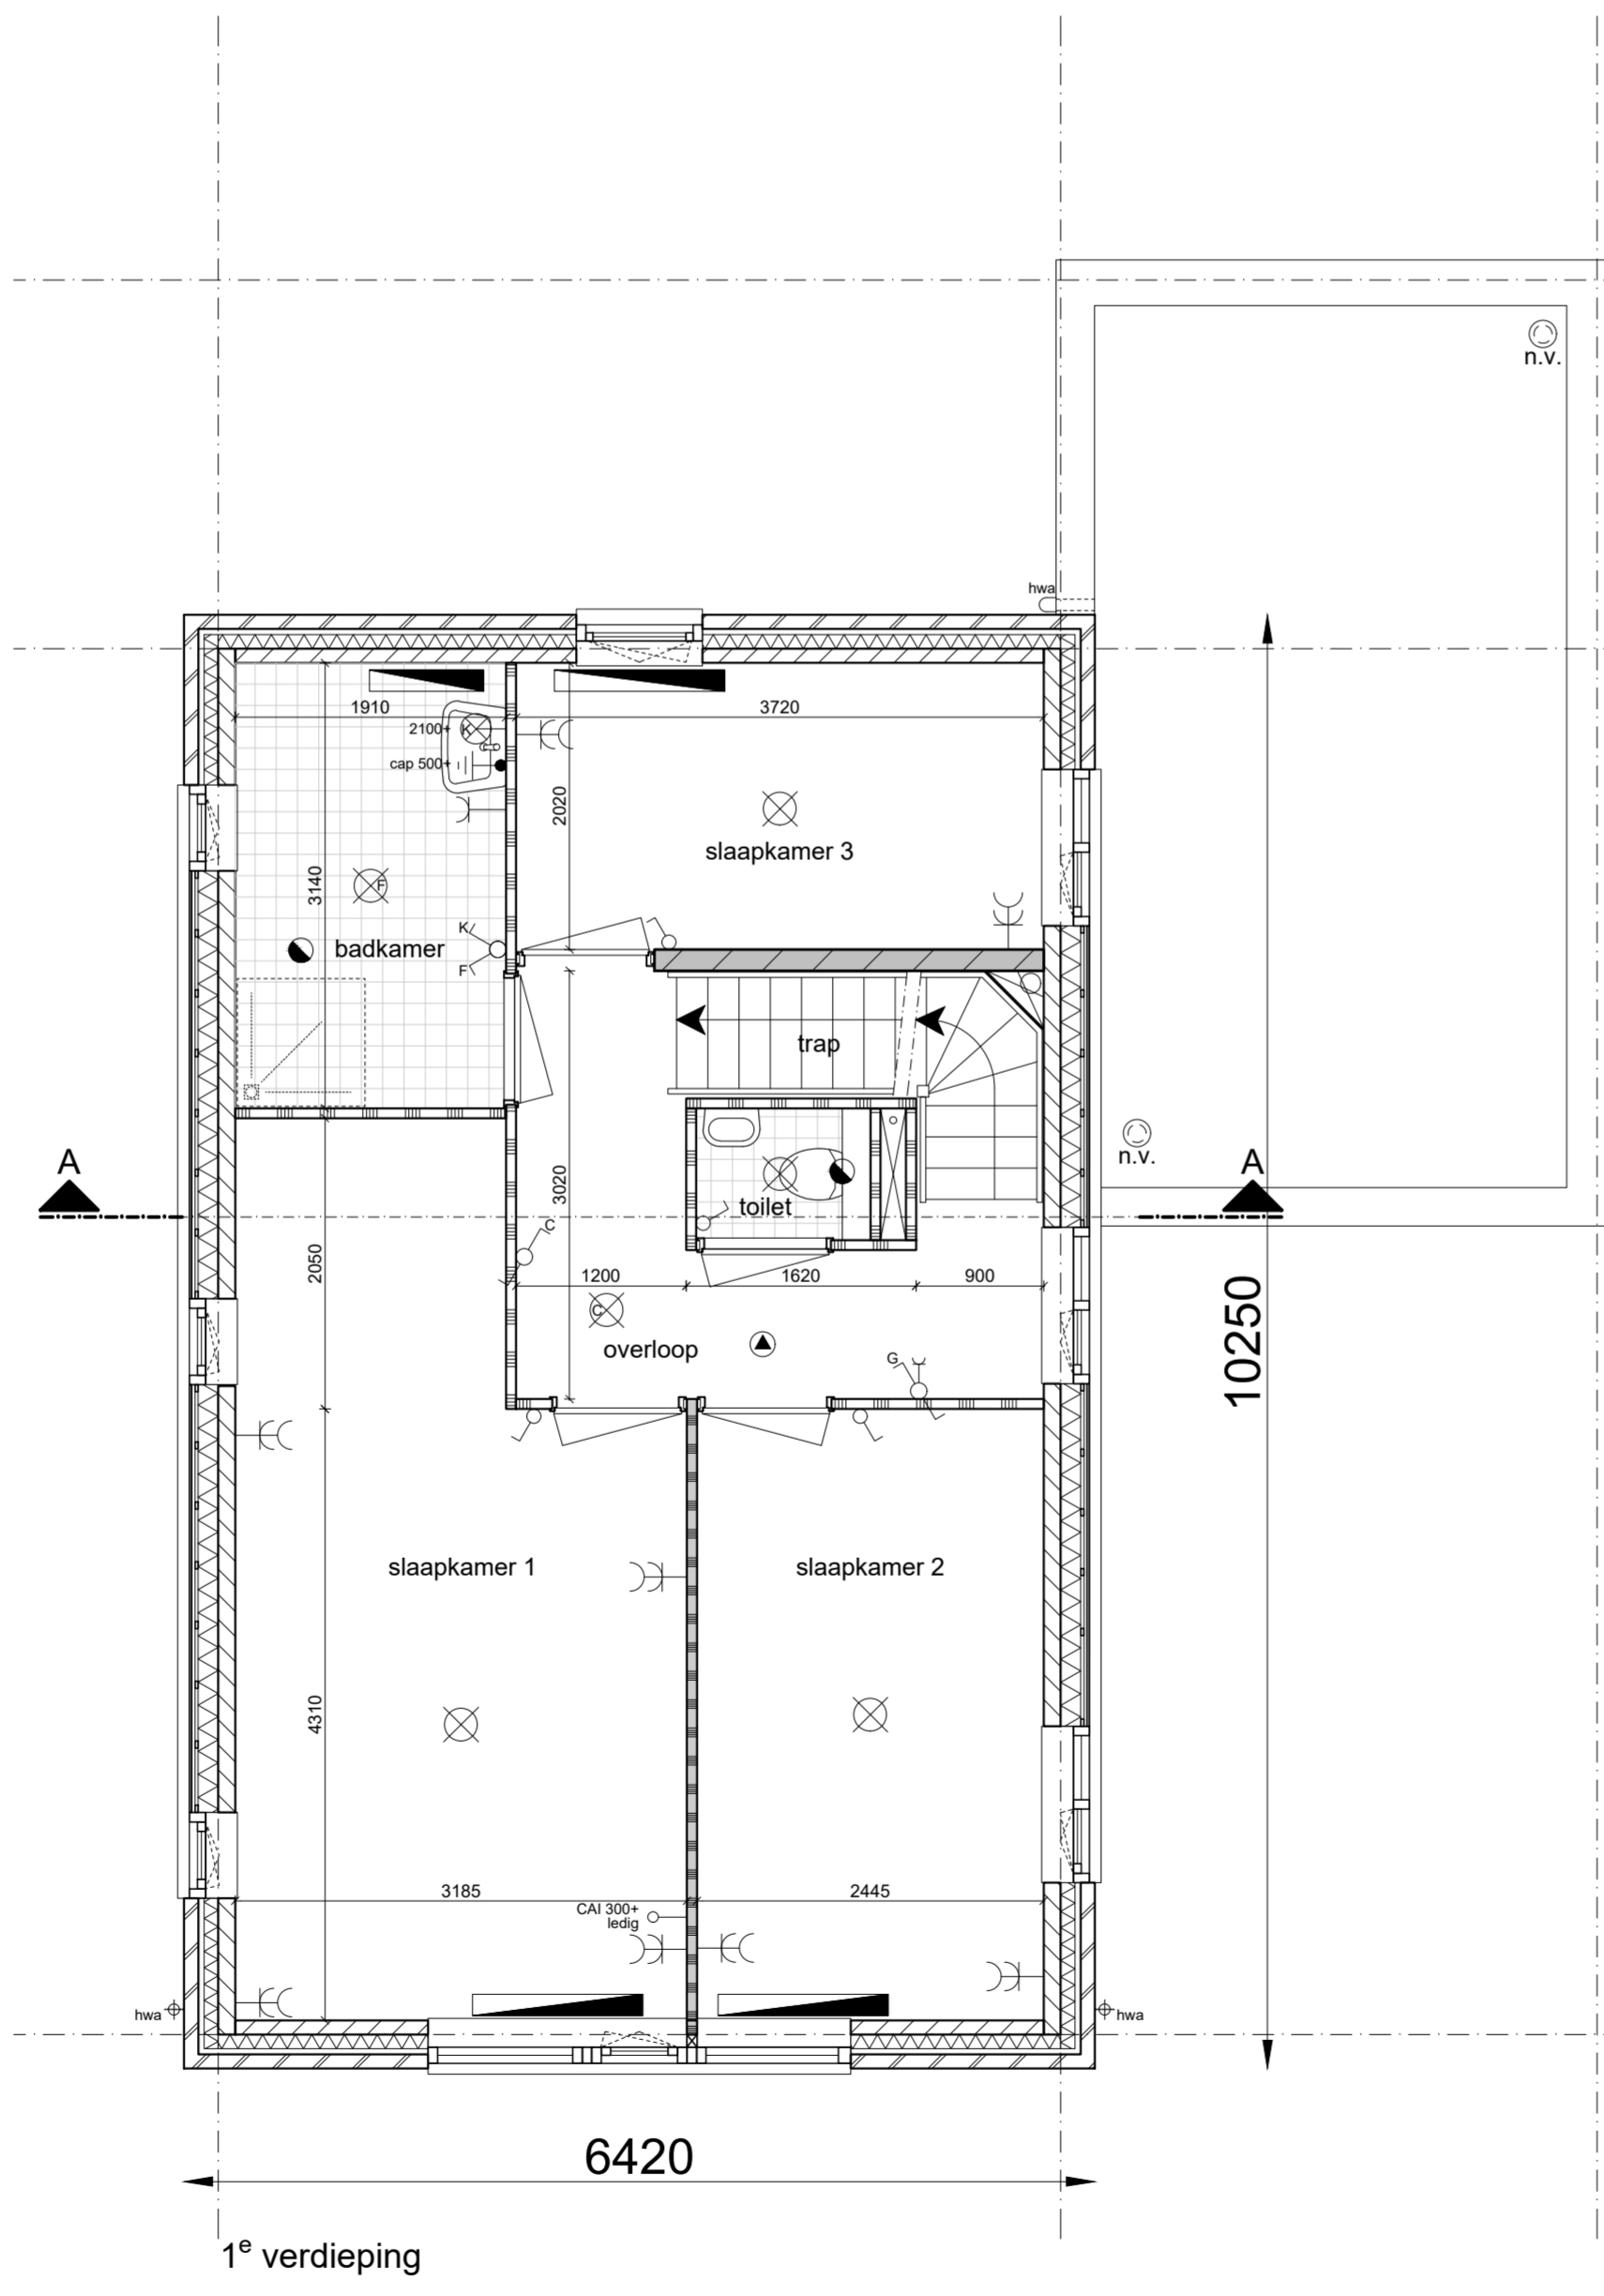 n.v.
hwa
1910
3720
2100+
K
cap 500+
2020
slaapkamer 3
3140
F
K
badkamer
F
trap
A
n.v.
A
3020
toilet
C
2050
1200
1620
900
C
overloop
G
10250
slaapkamer 1
slaapkamer 2
4310
3185
2445
CAI 300+
ledig
hwa
hwa
6420
1e verdieping